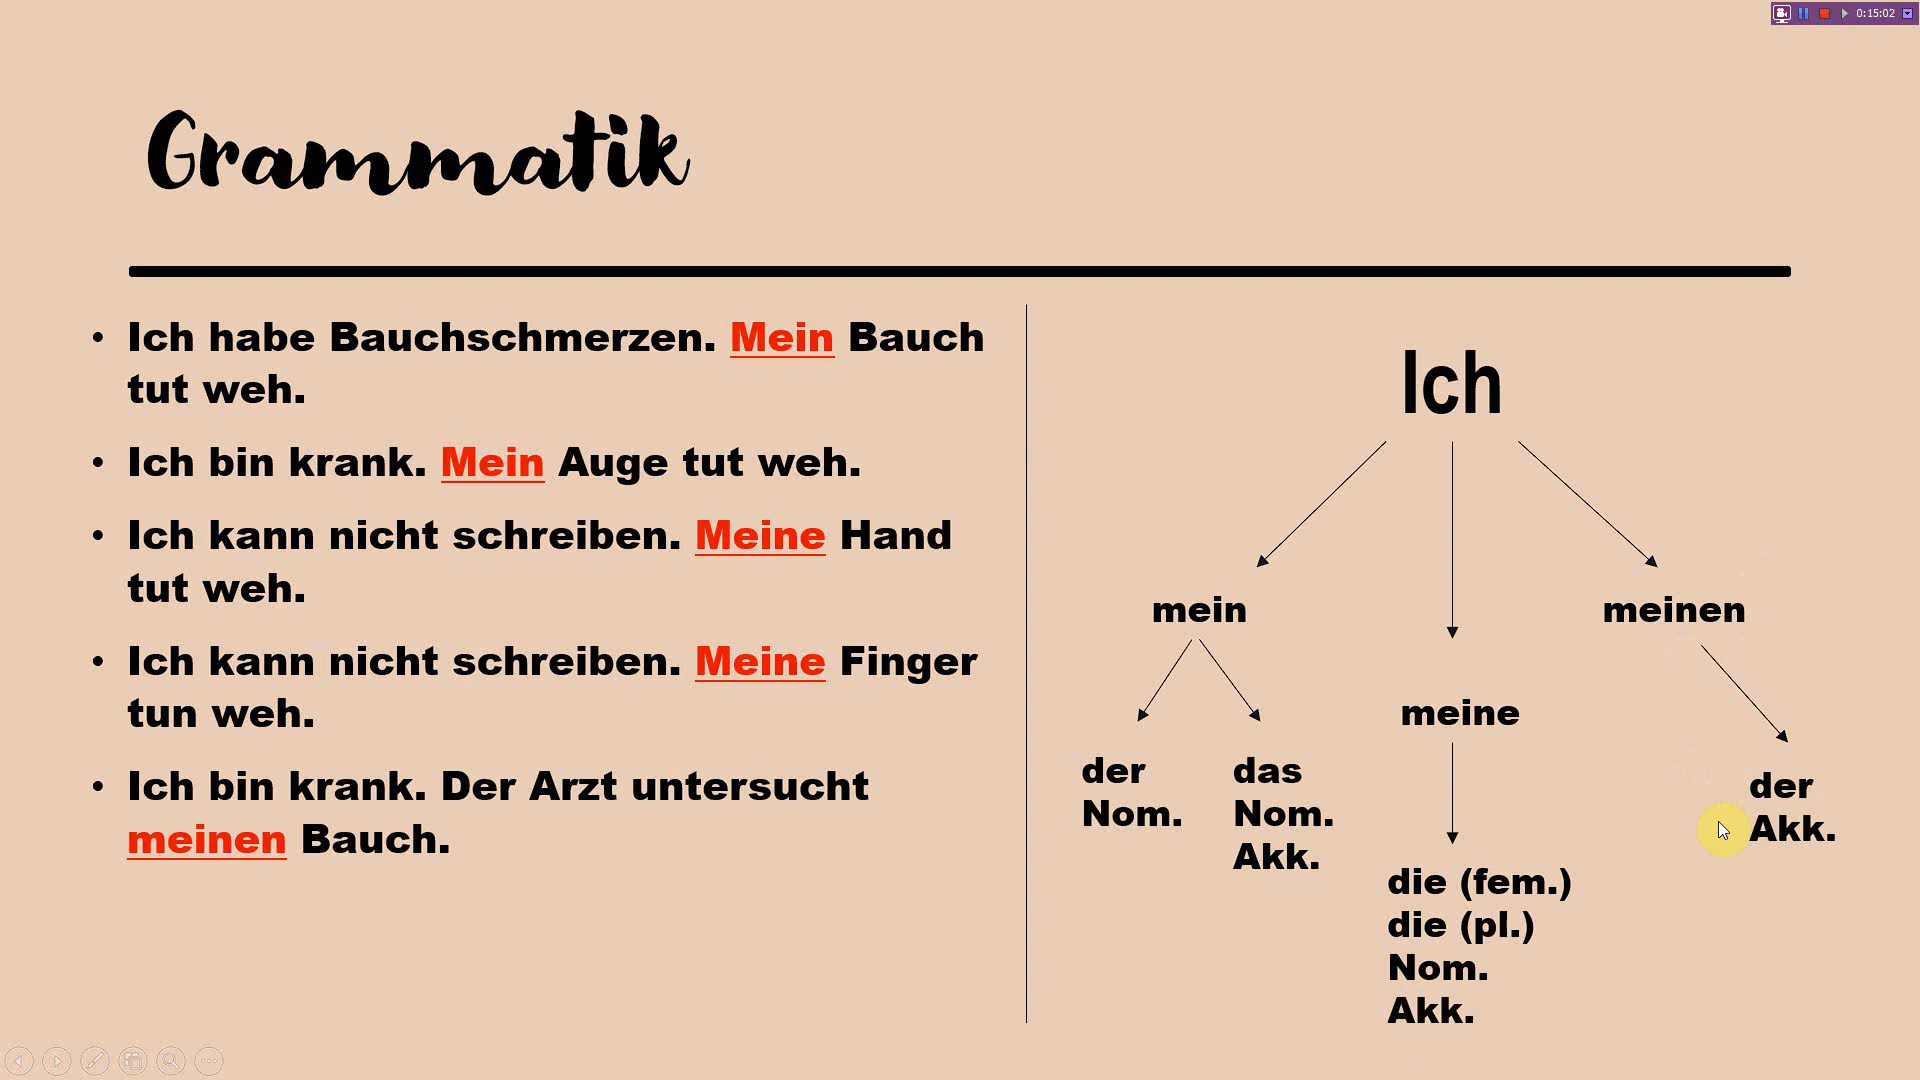 0:15:02
Grammatik
• Ich habe Bauchschmerzen. Mein Bauch
tut weh.
• Ich bin krank. Mein Auge tut weh.
• Ich kann nicht schreiben. Meine Hand
tut weh.
• Ich kann nicht schreiben. Meine Finger
tun weh.
• Ich bin krank. Der Arzt untersucht
meinen Bauch.
Ich
mein
meine
meinen
der
Nom.
das
Nom.
Akk.
die (fem.)
die (pl.)
Nom.
Akk.
der
Akk.